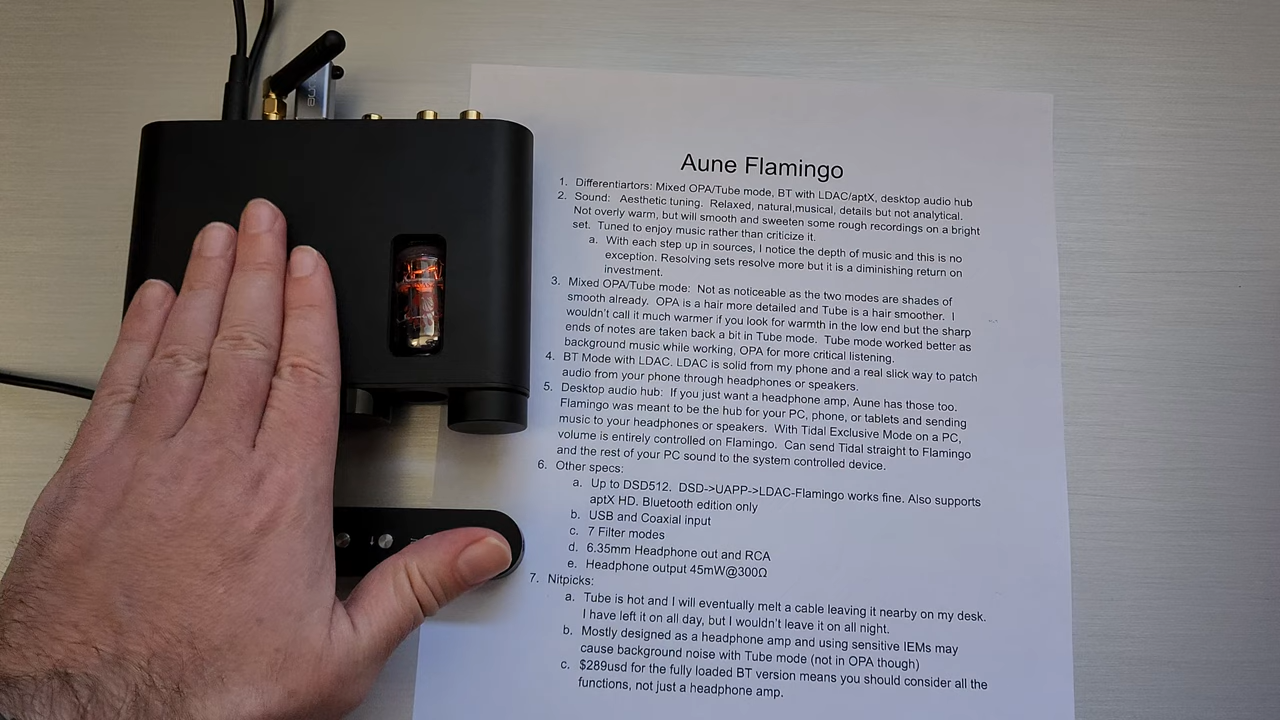 Aune Flamingo
1. Differentiartors: Mixed OPA/Tube mode, BT with LDAC/aptX, desktop audio hub
2. Sound: Aesthetic tuning. Relaxed, natural,musical, details but not analytical.
Not overly warm, but will smooth and sweeten some rough recordings on a bright
set. Tuned to enjoy music rather than criticize it.
a. With each step up in sources, I notice the depth of music and this is no
exception. Resolving sets resolve more but it is a diminishing return on
investment.
3. Mixed OPA/Tube mode: Not as noticeable as the two modes are shades of
smooth already. OPA is a hair more detailed and Tube is a hair smoother. I
wouldn't call it much warmer if you look for warmth in the low end but the sharp
ends of notes are taken back a bit in Tube mode. Tube mode worked better as
background music while working, OPA for more critical listening.
4. BT Mode with LDAC. LDAC is solid from my phone and a real slick way to patch
audio from your phone through headphones or speakers.
5. Desktop audio hub: If you just want a headphone amp, Aune has those too.
Flamingo was meant to be the hub for your PC, phone, or tablets and sending
music to your headphones or speakers. With Tidal Exclusive Mode on a PC,
volume is entirely controlled on Flamingo. Can send Tidal straight to Flamingo
and the rest of your PC sound to the system controlled device.
6. Other specs:
a. Up to DSD512. DSD->UAPP->LDAC-Flamingo works fine. Also supports
aptX HD. Bluetooth edition only
b. USB and Coaxial input
c. 7 Filter modes
d. 6.35mm Headphone out and RCA
e. Headphone output 45mW@300Ω
7. Nitpicks:
a. Tube is hot and I will eventually melt a cable leaving it nearby on my desk.
I have left it on all day, but I wouldn't leave it on all night.
b. Mostly designed as a headphone amp and using sensitive IEMs may
cause background noise with Tube mode (not in OPA though)
c. $289usd for the fully loaded BT version means you should consider all the
functions, not just a headphone amp.